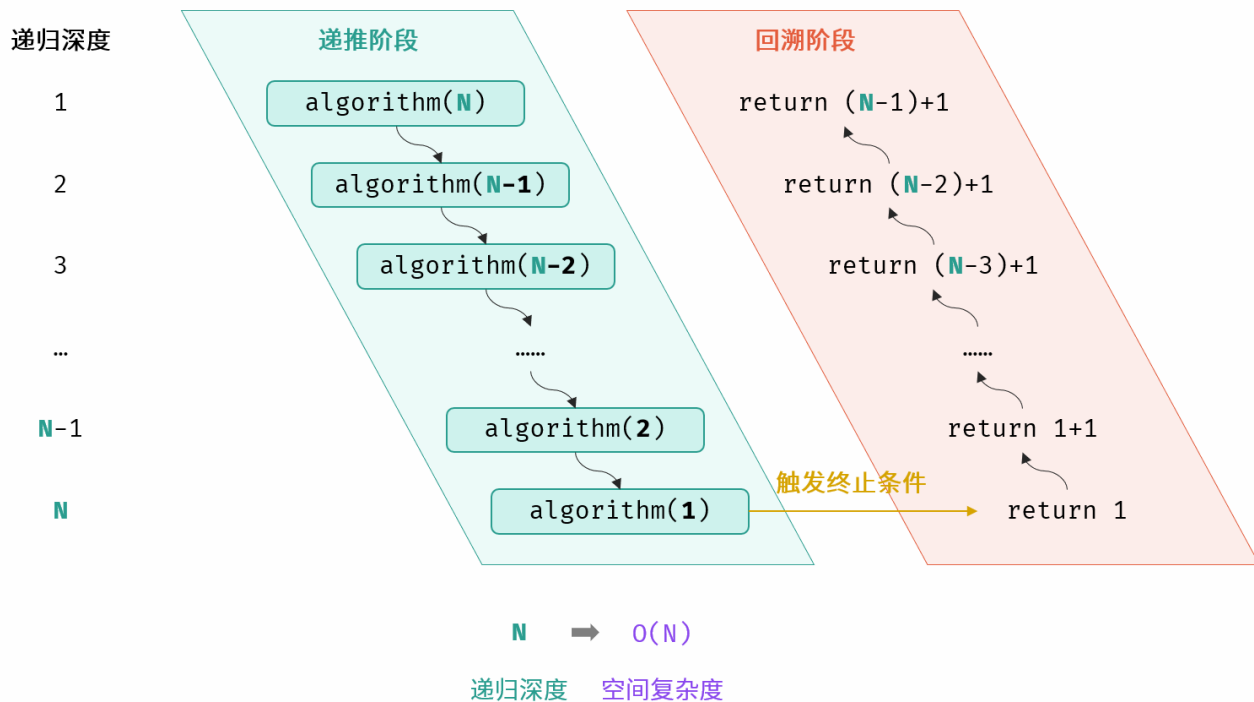 递归深度 递推阶段 回溯阶段
1 algorithm(N) return (N-1)+1
2 algorithm(N-1) return (N-2)+1
3 algorithm(N-2) return (N-3)+1
… …… ……
N-1 algorithm(2) return 1+1
触发终止条件
N algorithm(1) return 1
N O(N)
递归深度 空间复杂度